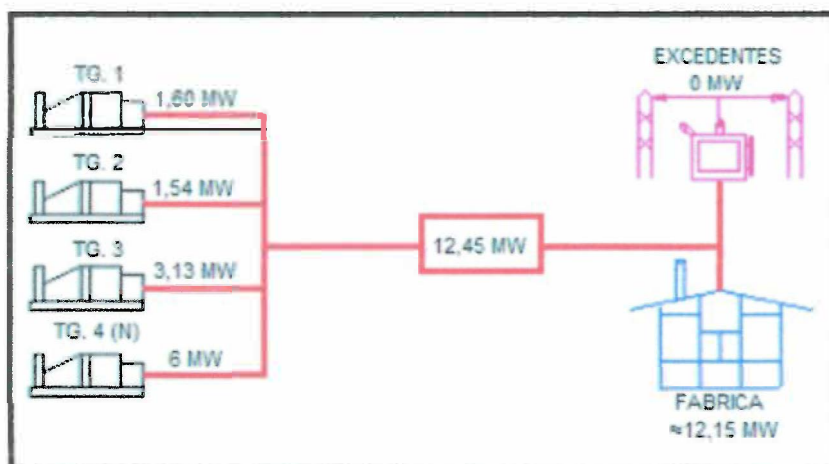 TG. 1
1,60 MW
TG. 2
1,54 MW
TG. 3
3,13 MW
TG. 4 (N)
6 MW
12,45 MW
EXCEDENTES
0 MW
FABRICA
≈12,15 MW